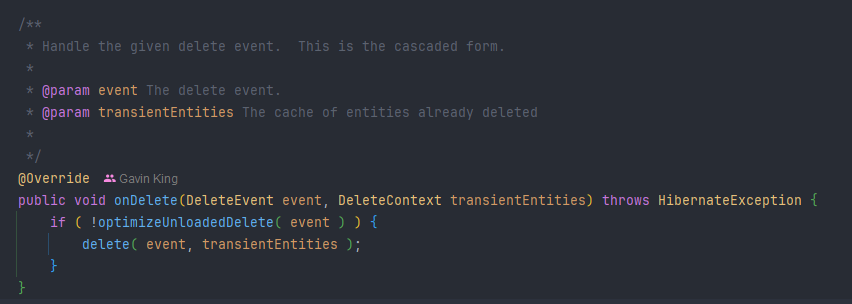 /**
 * Handle the given delete event.  This is the cascaded form.
 *
 * @param event The delete event.
 * @param transientEntities The cache of entities already deleted
 *
 */
@Override Gavin King
public void onDelete(DeleteEvent event, DeleteContext transientEntities) throws HibernateException {
    if ( !optimizeUnloadedDelete( event ) ) {
        delete( event, transientEntities );
    }
}